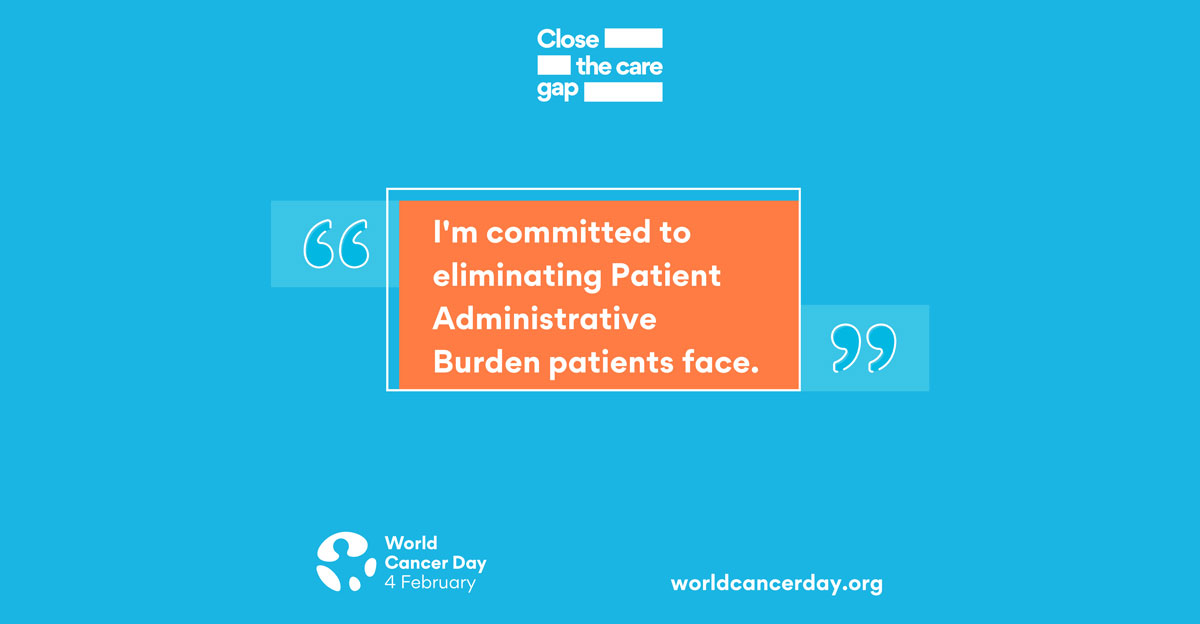 Close
the care
gap
“
I'm committed to
eliminating Patient
Administrative
Burden patients face.
”
World
Cancer Day
4 February
worldcancerday.org